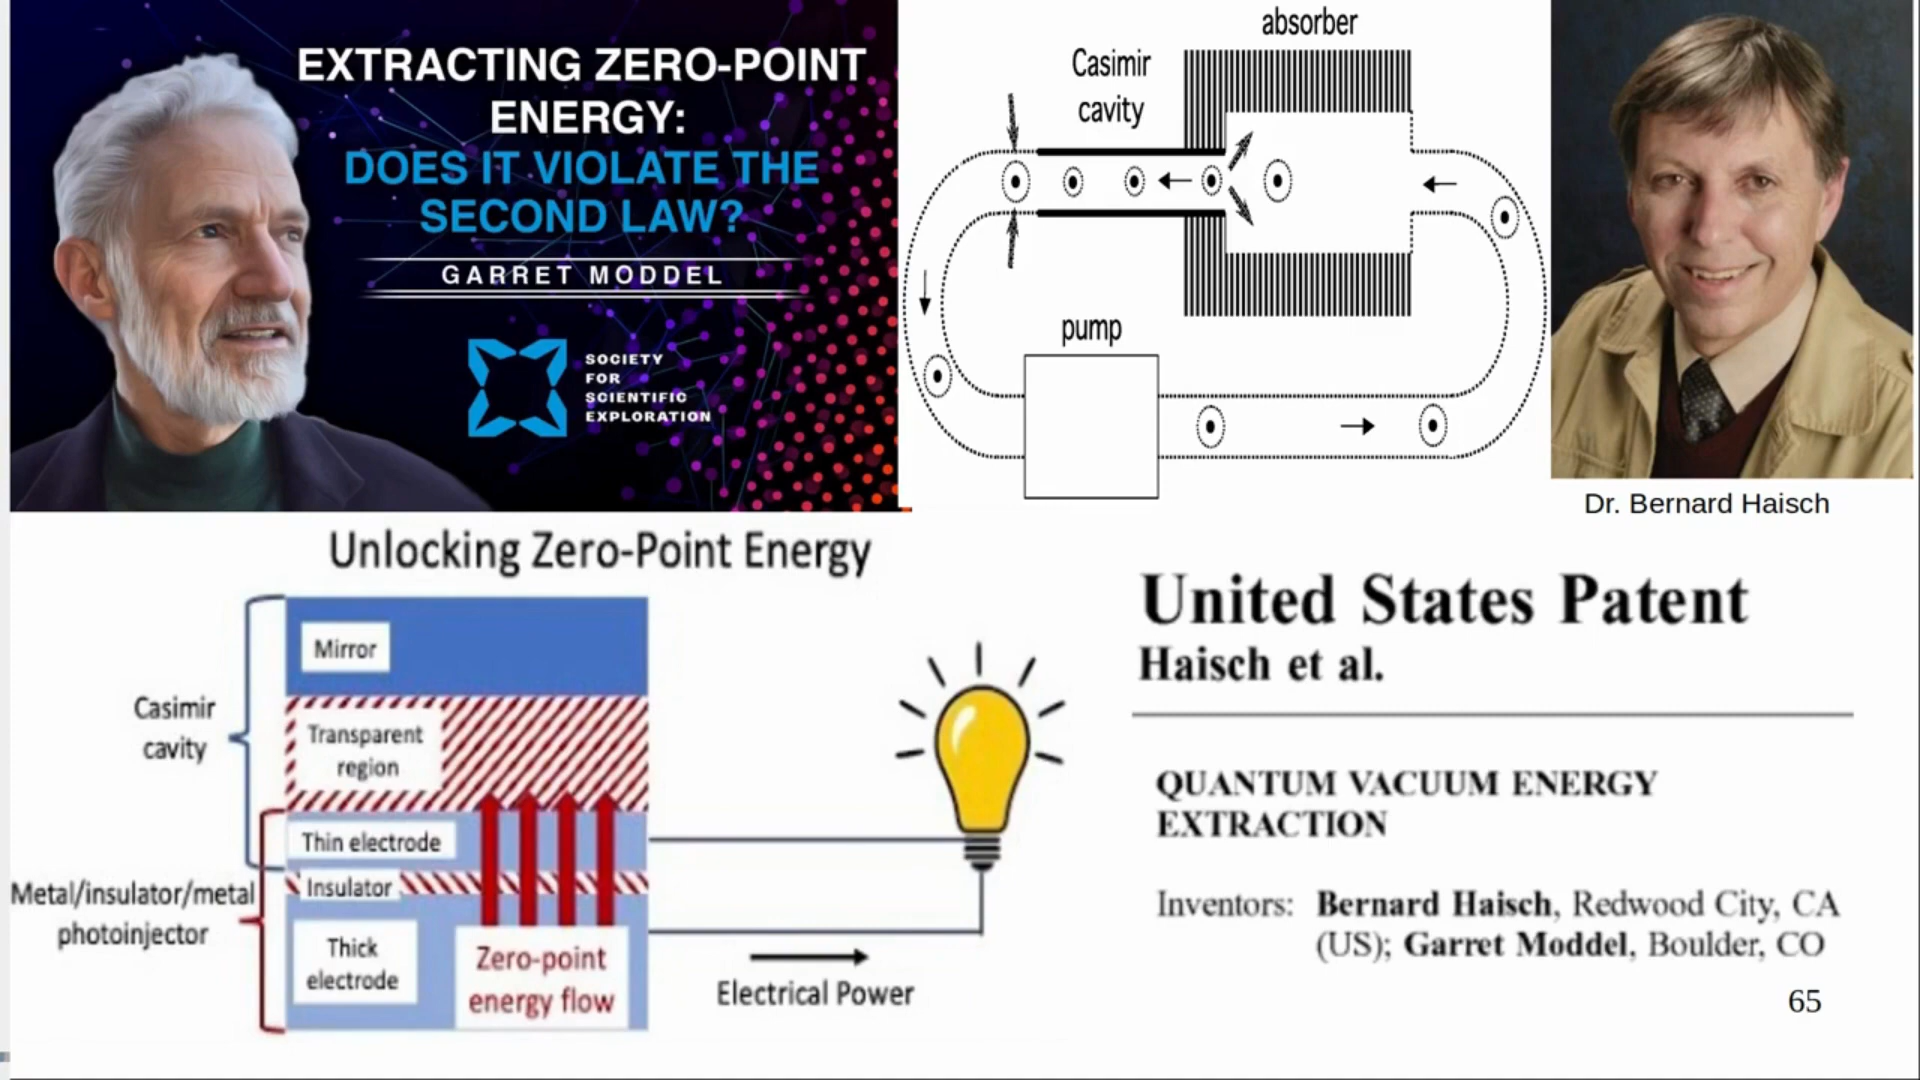 EXTRACTING ZERO-POINT
ENERGY:
DOES IT VIOLATE THE
SECOND LAW?
GARRET MODDEL
SOCIETY
FOR
SCIENTIFIC
EXPLORATION
absorber
Casimir
cavity
pump
Dr. Bernard Haisch
Unlocking Zero-Point Energy
Mirror
Casimir
cavity
Transparent
region
Thin electrode
Insulator
Metal/insulator/metal
photoinjector
Thick
electrode
Zero-point
energy flow
Electrical Power
United States Patent
Haisch et al.
QUANTUM VACUUM ENERGY
EXTRACTION
Inventors: Bernard Haisch, Redwood City, CA
(US); Garret Moddel, Boulder, CO
65